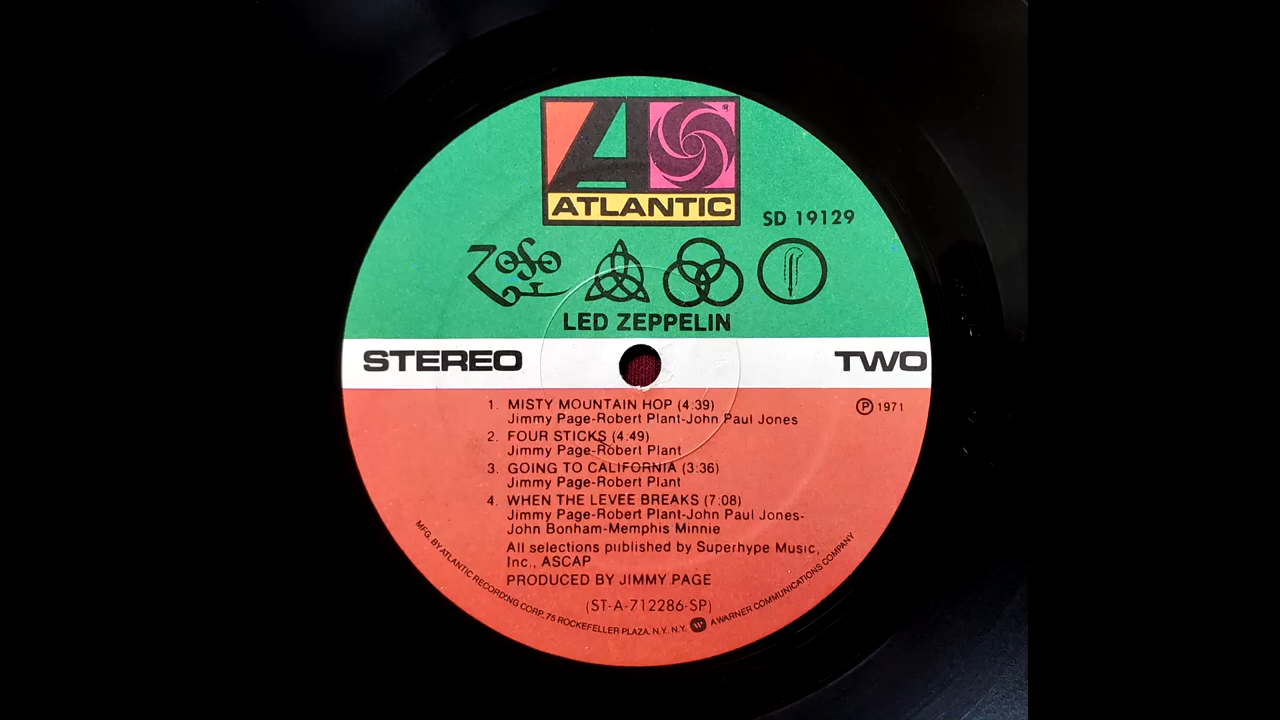 ATLANTIC
SD 19129
LED ZEPPELIN
STEREO
TWO
1. MISTY MOUNTAIN HOP (4:39)
Jimmy Page-Robert Plant-John Paul Jones
℗ 1971
2. FOUR STICKS (4:49)
Jimmy Page-Robert Plant
3. GOING TO CALIFORNIA (3:36)
Jimmy Page-Robert Plant
4. WHEN THE LEVEE BREAKS (7:08)
Jimmy Page-Robert Plant-John Paul Jones-
John Bonham-Memphis Minnie
All selections published by Superhype Music,
Inc., ASCAP
PRODUCED BY JIMMY PAGE
(ST-A-712286-SP)
MFG. BY ATLANTIC RECORDING CORP., 75 ROCKEFELLER PLAZA, N.Y., N.Y. A WARNER COMMUNICATIONS COMPANY